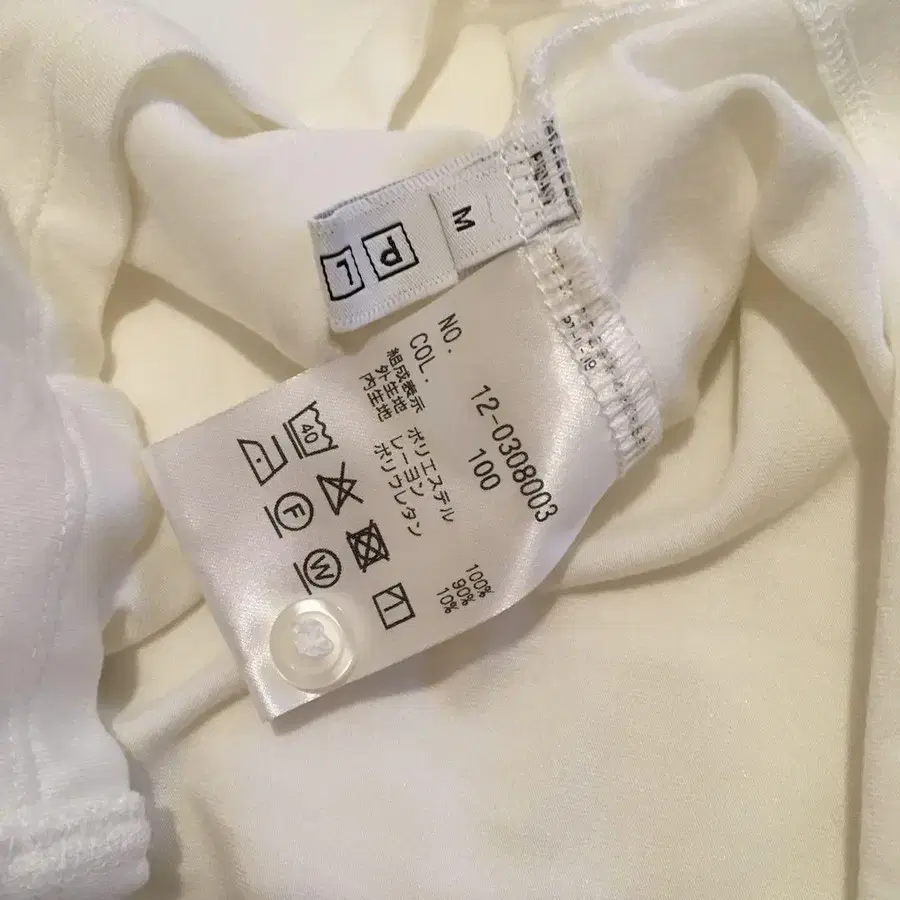 M
P
L
NO. 12-0308003
COL. 100
組成表示
外生地 ポリエステル 100%
内生地 レーヨン 90%
ポリウレタン 10%
40
F
W